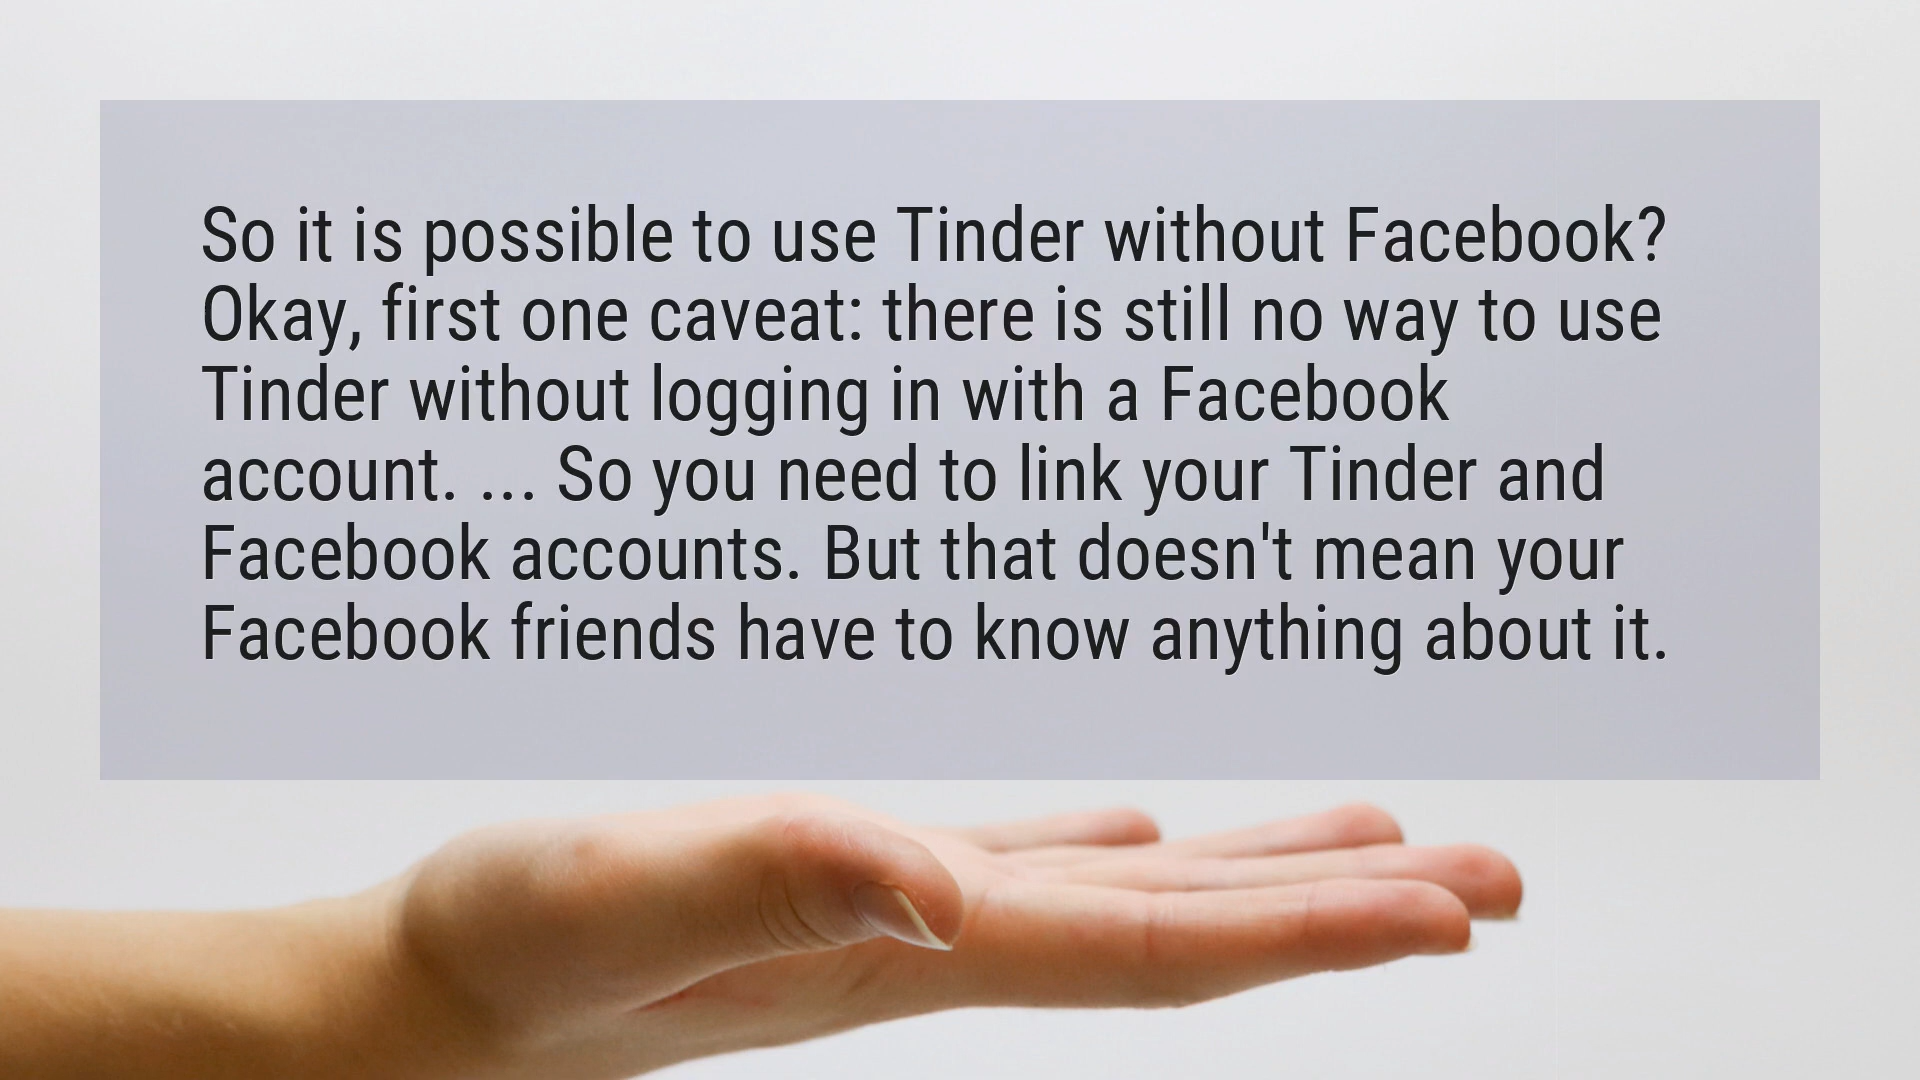 So it is possible to use Tinder without Facebook?
Okay, first one caveat: there is still no way to use
Tinder without logging in with a Facebook
account. ... So you need to link your Tinder and
Facebook accounts. But that doesn't mean your
Facebook friends have to know anything about it.